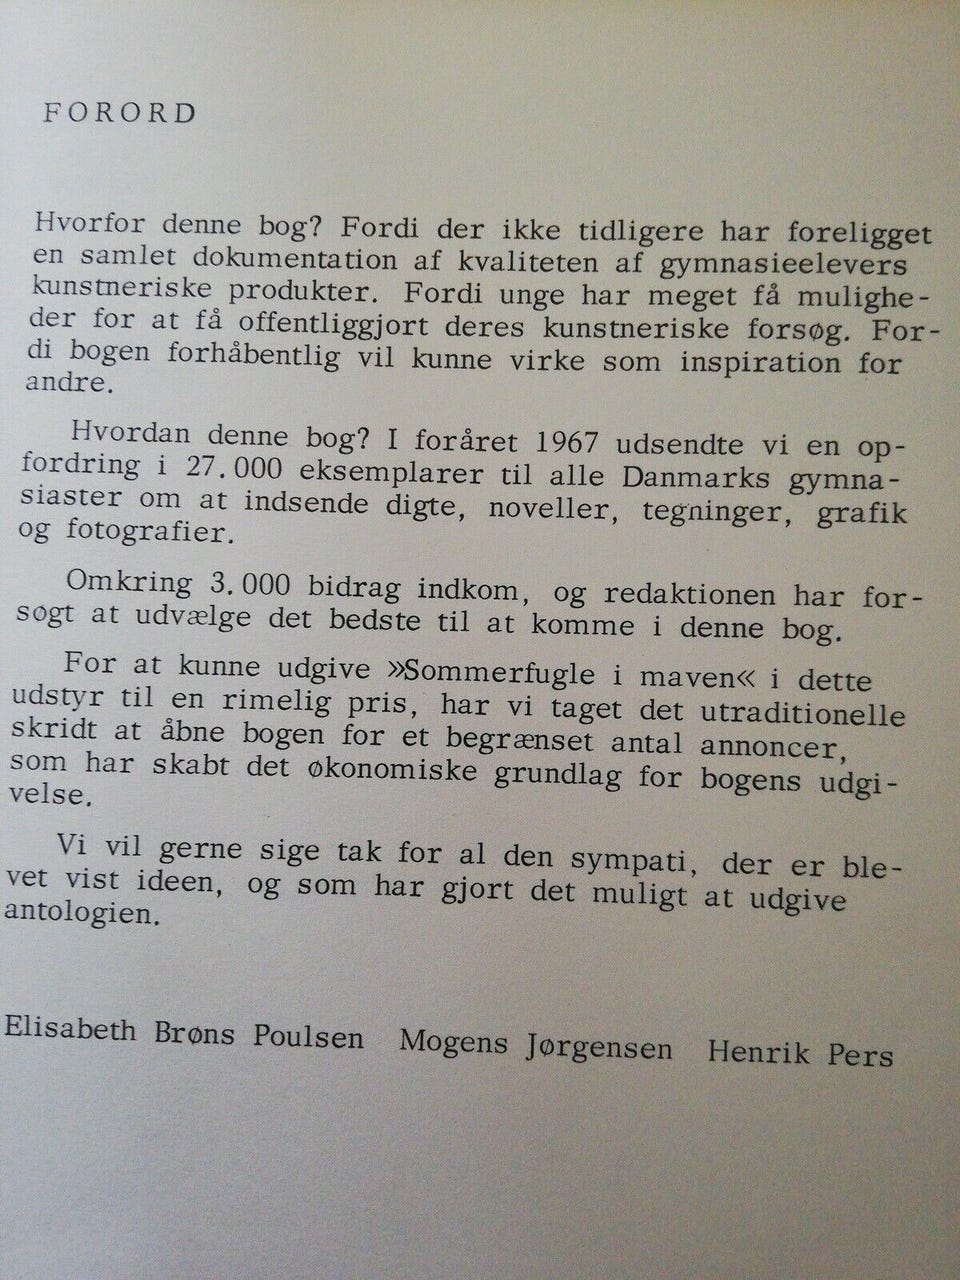 FORORD
Hvorfor denne bog? Fordi der ikke tidligere har foreligget
en samlet dokumentation af kvaliteten af gymnasieelevers
kunstneriske produkter. Fordi unge har meget få mulighe-
der for at få offentliggjort deres kunstneriske forsøg. For-
di bogen forhåbentlig vil kunne virke som inspiration for
andre.
Hvordan denne bog? I foråret 1967 udsendte vi en op-
fordring i 27.000 eksemplarer til alle Danmarks gymna-
siaster om at indsende digte, noveller, tegninger, grafik
og fotografier.
Omkring 3.000 bidrag indkom, og redaktionen har for-
søgt at udvælge det bedste til at komme i denne bog.
For at kunne udgive »Sommerfugle i maven« i dette
udstyr til en rimelig pris, har vi taget det utraditionelle
skridt at åbne bogen for et begrænset antal annoncer,
som har skabt det økonomiske grundlag for bogens udgi-
velse.
Vi vil gerne sige tak for al den sympati, der er ble-
vet vist ideen, og som har gjort det muligt at udgive
antologien.
Elisabeth Brøns Poulsen Mogens Jørgensen Henrik Pers